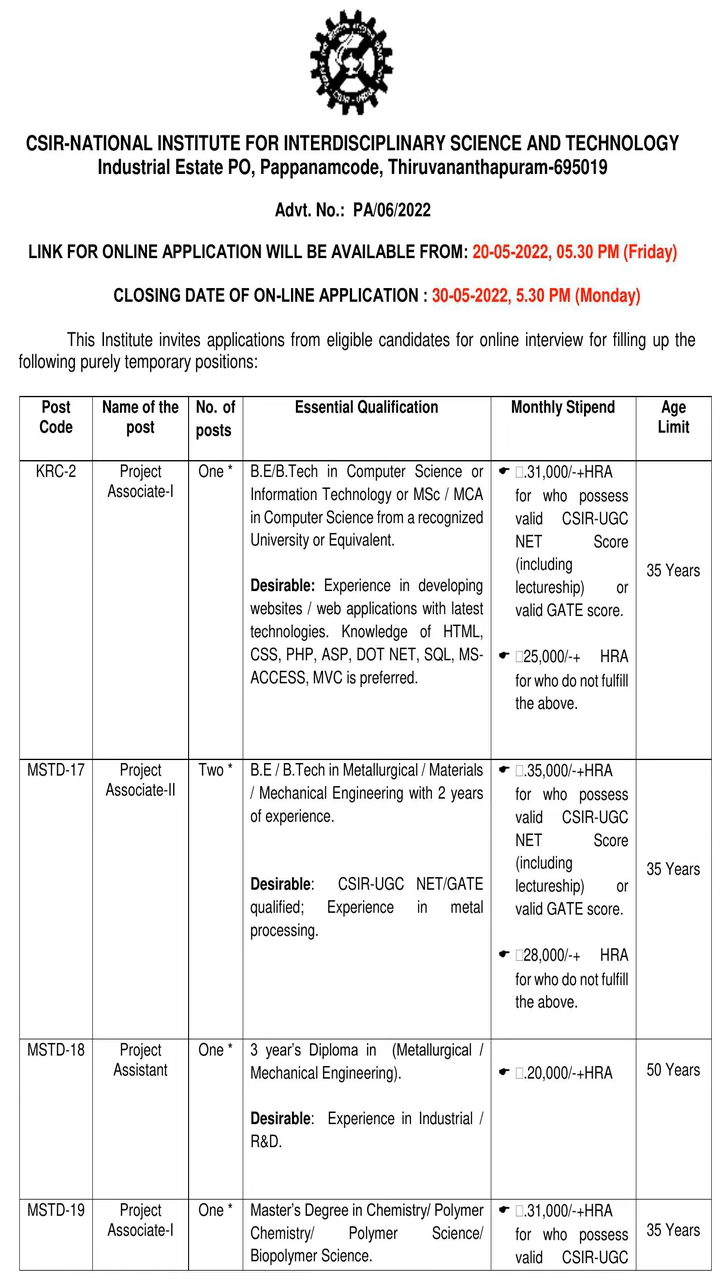 CSIR-NATIONAL INSTITUTE FOR INTERDISCIPLINARY SCIENCE AND TECHNOLOGY
Industrial Estate PO, Pappanamcode, Thiruvananthapuram-695019
Advt. No.: PA/06/2022
LINK FOR ONLINE APPLICATION WILL BE AVAILABLE FROM: 20-05-2022, 05.30 PM (Friday)
CLOSING DATE OF ON-LINE APPLICATION : 30-05-2022, 5.30 PM (Monday)
This Institute invites applications from eligible candidates for online interview for filling up the
following purely temporary positions:
Post
Code
Name of the
post
No. of
posts
Essential Qualification
Monthly Stipend
Age
Limit
KRC-2
Project
Associate-I
One *
B.E/B.Tech in Computer Science or
Information Technology or MSc / MCA
in Computer Science from a recognized
University or Equivalent.
Desirable: Experience in developing
websites / web applications with latest
technologies. Knowledge of HTML,
CSS, PHP, ASP, DOT NET, SQL, MS-
ACCESS, MVC is preferred.
☛ □.31,000/-+HRA
for who possess
valid CSIR-UGC
NET Score
(including
lectureship) or
valid GATE score.
☛ □25,000/-+ HRA
for who do not fulfill
the above.
35 Years
MSTD-17
Project
Associate-II
Two *
B.E / B.Tech in Metallurgical / Materials
/ Mechanical Engineering with 2 years
of experience.
Desirable: CSIR-UGC NET/GATE
qualified; Experience in metal
processing.
☛ □.35,000/-+HRA
for who possess
valid CSIR-UGC
NET Score
(including
lectureship) or
valid GATE score.
☛ □28,000/-+ HRA
for who do not fulfill
the above.
35 Years
MSTD-18
Project
Assistant
One *
3 year's Diploma in (Metallurgical /
Mechanical Engineering).
Desirable: Experience in Industrial /
R&D.
☛ □.20,000/-+HRA
50 Years
MSTD-19
Project
Associate-I
One *
Master's Degree in Chemistry/ Polymer
Chemistry/ Polymer Science/
Biopolymer Science.
☛ □.31,000/-+HRA
for who possess
valid CSIR-UGC
35 Years